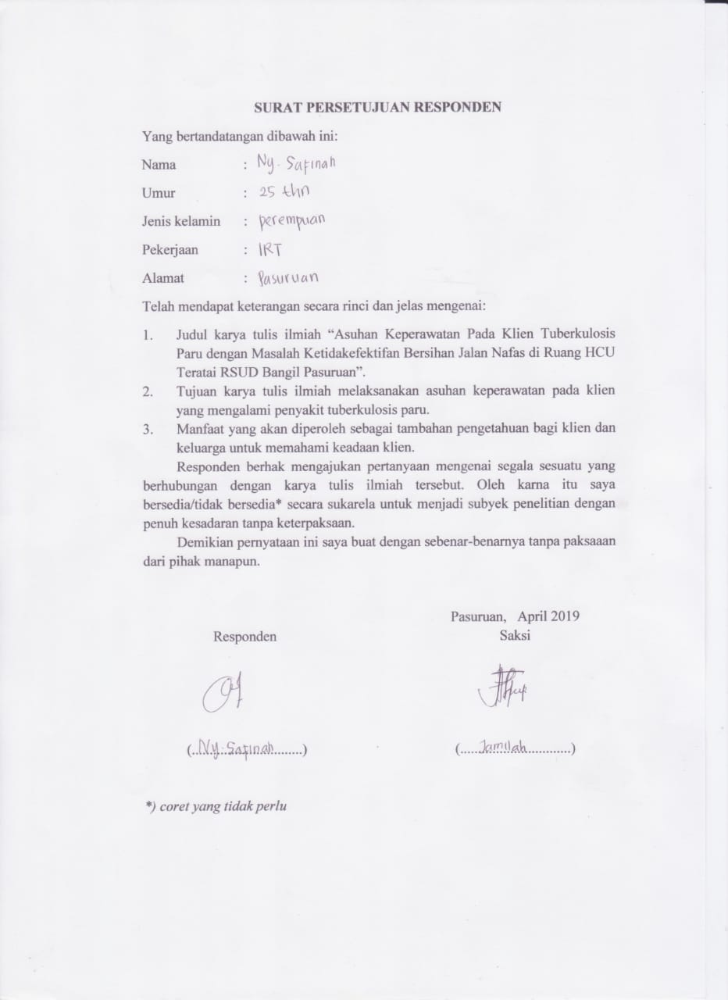 SURAT PERSETUJUAN RESPONDEN
Yang bertandatangan dibawah ini:
Nama : Ny. Safinah
Umur : 25 thn
Jenis kelamin : perempuan
Pekerjaan : IRT
Alamat : Pasuruan
Telah mendapat keterangan secara rinci dan jelas mengenai:
1. Judul karya tulis ilmiah “Asuhan Keperawatan Pada Klien Tuberkulosis
Paru dengan Masalah Ketidakefektifan Bersihan Jalan Nafas di Ruang HCU
Teratai RSUD Bangil Pasuruan”.
2. Tujuan karya tulis ilmiah melaksanakan asuhan keperawatan pada klien
yang mengalami penyakit tuberkulosis paru.
3. Manfaat yang akan diperoleh sebagai tambahan pengetahuan bagi klien dan
keluarga untuk memahami keadaan klien.
Responden berhak mengajukan pertanyaan mengenai segala sesuatu yang
berhubungan dengan karya tulis ilmiah tersebut. Oleh karna itu saya
bersedia/tidak bersedia* secara sukarela untuk menjadi subyek penelitian dengan
penuh kesadaran tanpa keterpaksaan.
Demikian pernyataan ini saya buat dengan sebenar-benarnya tanpa paksaaan
dari pihak manapun.
Pasuruan, April 2019
Responden Saksi
(..Ny. Safinah........) (.....Jamilah............)
*) coret yang tidak perlu